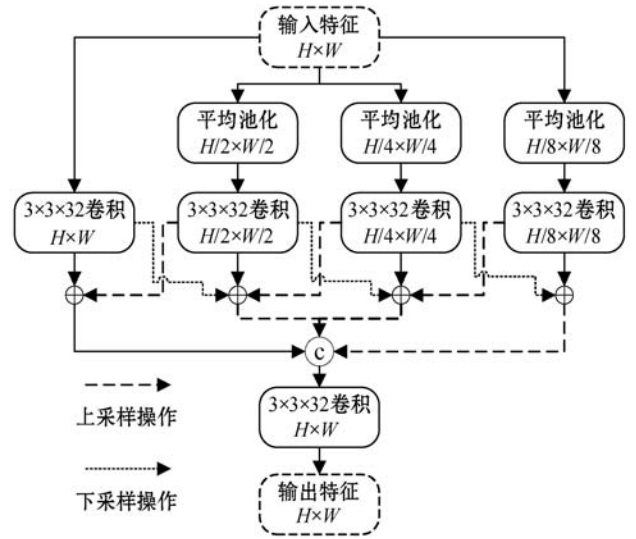 输入特征
H×W
平均池化
H/2×W/2
平均池化
H/4×W/4
平均池化
H/8×W/8
3×3×32卷积
H×W
3×3×32卷积
H/2×W/2
3×3×32卷积
H/4×W/4
3×3×32卷积
H/8×W/8
c
3×3×32卷积
H×W
上采样操作
输出特征
H×W
下采样操作